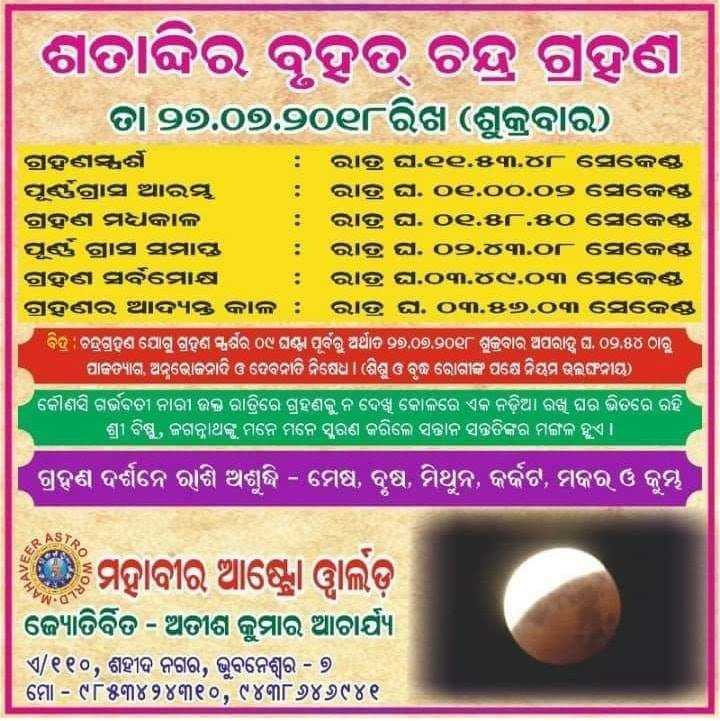 ଶତାଵ୍ଦିର ବୃହତ୍ ଚନ୍ଦ୍ର ଗ୍ରହଣ
ତା ୨୭.୦୭.୨୦୧୮ରିଖ (ଶୁକ୍ରବାର)
ଗ୍ରହଣସ୍ପର୍ଶ : ରାତ୍ର ଘ.୧୧.୫୩.୪୮ ସେକେଣ୍ଡ
ପୂର୍ଣ୍ଣଗ୍ରାସ ଆରମ୍ଭ : ରାତ୍ର ଘ. ୦୧.୦୦.୦୨ ସେକେଣ୍ଡ
ଗ୍ରହଣ ମଧ୍ୟକାଳ : ରାତ୍ର ଘ. ୦୧.୫୮.୫୦ ସେକେଣ୍ଡ
ପୂର୍ଣ୍ଣ ଗ୍ରାସ ସମାପ୍ତ : ରାତ୍ର ଘ. ୦୨.୪୩.୦୮ ସେକେଣ୍ଡ
ଗ୍ରହଣ ସର୍ବମୋକ୍ଷ : ରାତ୍ର ଘ.୦୩.୪୯.୦୩ ସେକେଣ୍ଡ
ଗ୍ରହଣର ଆଦ୍ୟନ୍ତ କାଳ : ରାତ୍ର ଘ. ୦୩.୫୬.୦୩ ସେକେଣ୍ଡ
ବିଦ୍ର : ଚନ୍ଦ୍ରଗ୍ରହଣ ଯୋଗୁ ଗ୍ରହଣ ସ୍ପର୍ଶର ୦୯ ଘଣ୍ଟା ପୂର୍ବରୁ ଅର୍ଥାତ ୨୭.୦୭.୨୦୧୮ ଶୁକ୍ରବାର ଅପରାହ୍ନ ଘ. ୦୨.୫୪ ଠାରୁ
ପାକତ୍ୟାଗ, ଅନ୍ନଭୋଜନାଦି ଓ ଦେବନୀତି ନିଷେଧ। (ଶିଶୁ ଓ ବୃଦ୍ଧ ରୋଗୀଙ୍କ ପକ୍ଷେ ନିୟମ ଉଲଙ୍ଘନୀୟ)
କୌଣସି ଗର୍ଭବତୀ ନାରୀ ଉକ୍ତ ରାତ୍ରିରେ ଗ୍ରହଣକୁ ନ ଦେଖି କୋଳରେ ଏକ ନଡ଼ିଆ ରଖି ଘର ଭିତରେ ରହି
ଶ୍ରୀ ବିଷ୍ଣୁ, ଜଗନ୍ନାଥଙ୍କୁ ମନେ ମନେ ସ୍ମରଣ କରିଲେ ସନ୍ତାନ ସନ୍ତତିଙ୍କର ମଙ୍ଗଳ ହୁଏ।
ଗ୍ରହଣ ଦର୍ଶନେ ରାଶି ଅଶୁଦ୍ଧି - ମେଷ, ବୃଷ, ମିଥୁନ, କର୍କଟ, ମକର ଓ କୁମ୍ଭ
MAHAVEER ASTRO WORLD
ମହାବୀର ଆଷ୍ଟ୍ରୋ ୱାର୍ଲଡ଼
ଜ୍ୟୋତିର୍ବିତ - ଅତୀଶ କୁମାର ଆଚାର୍ଯ୍ୟ
ଏ/୧୧୦, ଶହୀଦ ନଗର, ଭୁବନେଶ୍ୱର - ୭
ମୋ - ୯୮୫୩୪୨୪୩୧୦, ୯୪୩୮୬୪୬୯୪୧